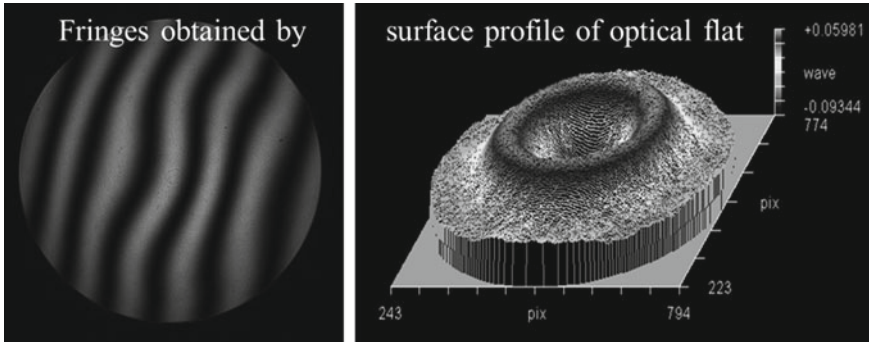 Fringes obtained by
surface profile of optical flat
+0.05981
wave
-0.09344
774
pix
223
243
pix
794